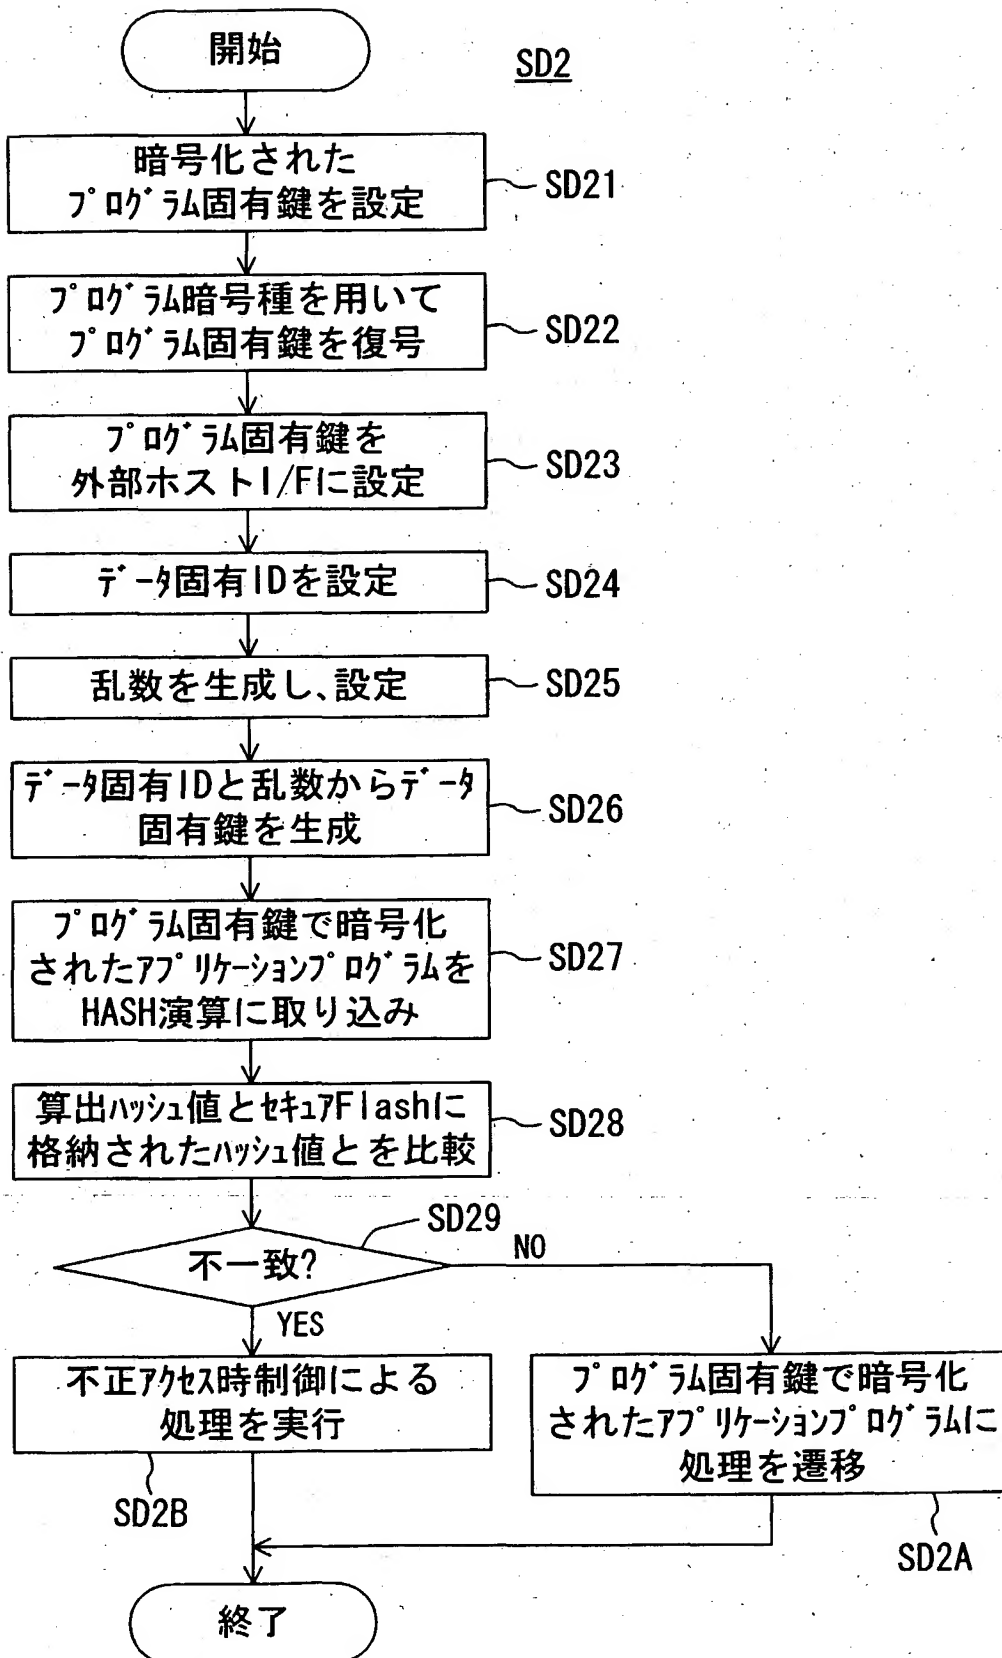 開始
SD2
暗号化された
プログラム固有鍵を設定
SD21
プログラム暗号種を用いて
プログラム固有鍵を復号
SD22
プログラム固有鍵を
外部ホストI/Fに設定
SD23
データ固有IDを設定
SD24
乱数を生成し、設定
SD25
データ固有IDと乱数からデータ
固有鍵を生成
SD26
プログラム固有鍵で暗号化
されたアプリケーションプログラムを
HASH演算に取り込み
SD27
算出ハッシュ値とセキュアFlashに
格納されたハッシュ値とを比較
SD28
SD29
不一致?
NO
YES
不正アクセス時制御による
処理を実行
SD2B
プログラム固有鍵で暗号化
されたアプリケーションプログラムに
処理を遷移
SD2A
終了